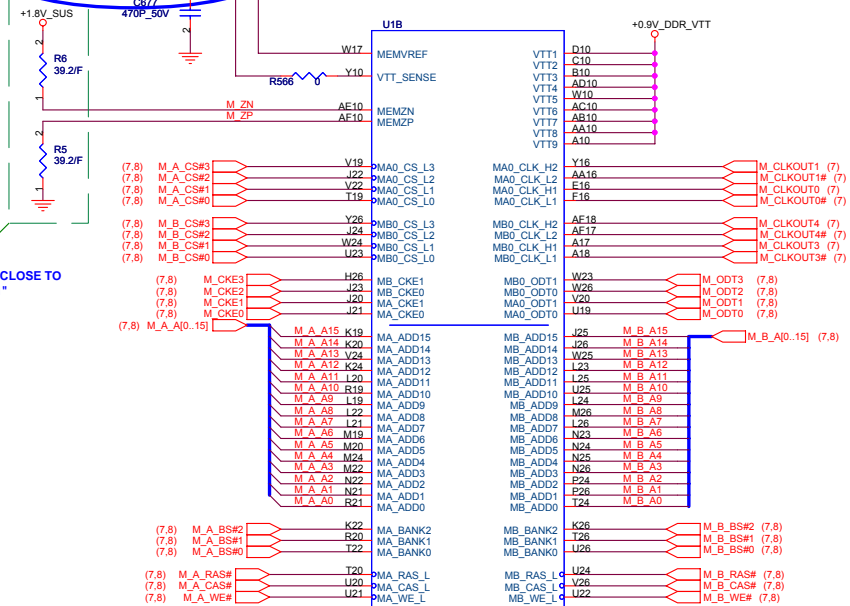 C677
+1.8V_SUS 470P_50V U1B +0.9V_DDR_VTT
2 2
R6
39.2/F
1
W17 MEMVREF VTT1 D10
VTT2 C10
Y10 VTT_SENSE VTT3 B10
R566 0 VTT4 AD10
VTT5 W10
M_ZN AE10 MEMZN VTT6 AC10
M_ZP AF10 MEMZP VTT7 AB10
VTT8 AA10
VTT9 A10
2
R5
39.2/F
1
(7,8) M_A_CS#3 V19 MA0_CS_L3 MA0_CLK_H2 Y16 M_CLKOUT1 (7)
(7,8) M_A_CS#2 J22 MA0_CS_L2 MA0_CLK_L2 AA16 M_CLKOUT1# (7)
(7,8) M_A_CS#1 V22 MA0_CS_L1 MA0_CLK_H1 E16 M_CLKOUT0 (7)
(7,8) M_A_CS#0 T19 MA0_CS_L0 MA0_CLK_L1 F16 M_CLKOUT0# (7)
(7,8) M_B_CS#3 Y26 MB0_CS_L3 MB0_CLK_H2 AF18 M_CLKOUT4 (7)
(7,8) M_B_CS#2 J24 MB0_CS_L2 MB0_CLK_L2 AF17 M_CLKOUT4# (7)
(7,8) M_B_CS#1 W24 MB0_CS_L1 MB0_CLK_H1 A17 M_CLKOUT3 (7)
(7,8) M_B_CS#0 U23 MB0_CS_L0 MB0_CLK_L1 A18 M_CLKOUT3# (7)
CLOSE TO
"
(7,8) M_CKE3 H26 MB_CKE1 MB0_ODT1 W23 M_ODT3 (7,8)
(7,8) M_CKE2 J23 MB_CKE0 MB0_ODT0 W26 M_ODT2 (7,8)
(7,8) M_CKE1 J20 MA_CKE1 MA0_ODT1 V20 M_ODT1 (7,8)
(7,8) M_CKE0 J21 MA_CKE0 MA0_ODT0 U19 M_ODT0 (7,8)
(7,8) M_A_A[0..15] M_B_A[0..15] (7,8)
M_A_A15 K19 MA_ADD15 MB_ADD15 J25 M_B_A15
M_A_A14 K20 MA_ADD14 MB_ADD14 J26 M_B_A14
M_A_A13 V24 MA_ADD13 MB_ADD13 W25 M_B_A13
M_A_A12 K24 MA_ADD12 MB_ADD12 L23 M_B_A12
M_A_A11 L20 MA_ADD11 MB_ADD11 L25 M_B_A11
M_A_A10 R19 MA_ADD10 MB_ADD10 U25 M_B_A10
M_A_A9 L19 MA_ADD9 MB_ADD9 L24 M_B_A9
M_A_A8 L22 MA_ADD8 MB_ADD8 M26 M_B_A8
M_A_A7 L21 MA_ADD7 MB_ADD7 L26 M_B_A7
M_A_A6 M19 MA_ADD6 MB_ADD6 N23 M_B_A6
M_A_A5 M20 MA_ADD5 MB_ADD5 N24 M_B_A5
M_A_A4 M24 MA_ADD4 MB_ADD4 N25 M_B_A4
M_A_A3 M22 MA_ADD3 MB_ADD3 N26 M_B_A3
M_A_A2 N22 MA_ADD2 MB_ADD2 P24 M_B_A2
M_A_A1 N21 MA_ADD1 MB_ADD1 P26 M_B_A1
M_A_A0 R21 MA_ADD0 MB_ADD0 T24 M_B_A0
(7,8) M_A_BS#2 K22 MA_BANK2 MB_BANK2 K26 M_B_BS#2 (7,8)
(7,8) M_A_BS#1 R20 MA_BANK1 MB_BANK1 T26 M_B_BS#1 (7,8)
(7,8) M_A_BS#0 T22 MA_BANK0 MB_BANK0 U26 M_B_BS#0 (7,8)
(7,8) M_A_RAS# T20 MA_RAS_L MB_RAS_L U24 M_B_RAS# (7,8)
(7,8) M_A_CAS# U20 MA_CAS_L MB_CAS_L V26 M_B_CAS# (7,8)
(7,8) M_A_WE# U21 MA_WE_L MB_WE_L U22 M_B_WE# (7,8)